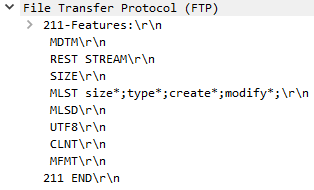 File Transfer Protocol (FTP)
211-Features:\r\n
MDTM\r\n
REST STREAM\r\n
SIZE\r\n
MLST size*;type*;create*;modify*;\r\n
MLSD\r\n
UTF8\r\n
CLNT\r\n
MFMT\r\n
211 END\r\n